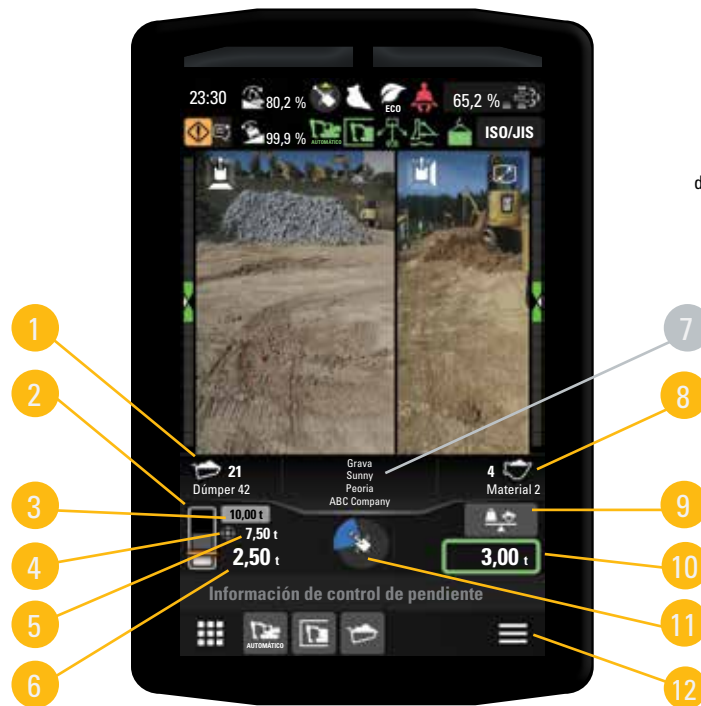 23:30
80,2 %
ECO
65,2 %
99,9 %
AUTOMÁTICO
ISO/JIS
d
1
2
3
4
5
6
7
8
9
10
11
12
21
Dúmper 42
Grava
Sunny
Peoria
ABC Company
4
Material 2
10,00 t
7,50 t
2,50 t
3,00 t
Información de control de pendiente
AUTOMÁTICO